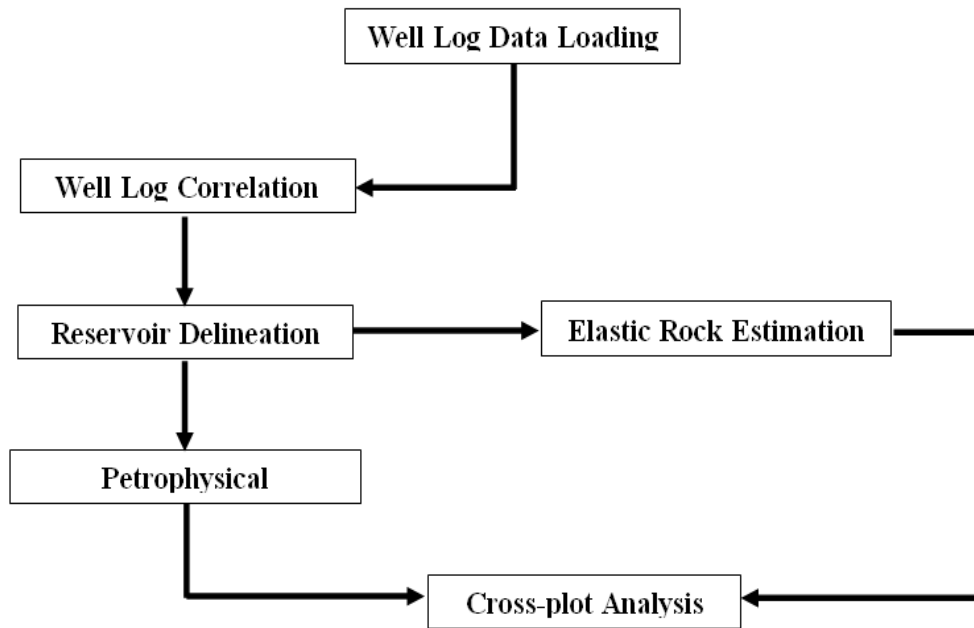 Well Log Data Loading
Well Log Correlation
Reservoir Delineation
Elastic Rock Estimation
Petrophysical
Cross-plot Analysis